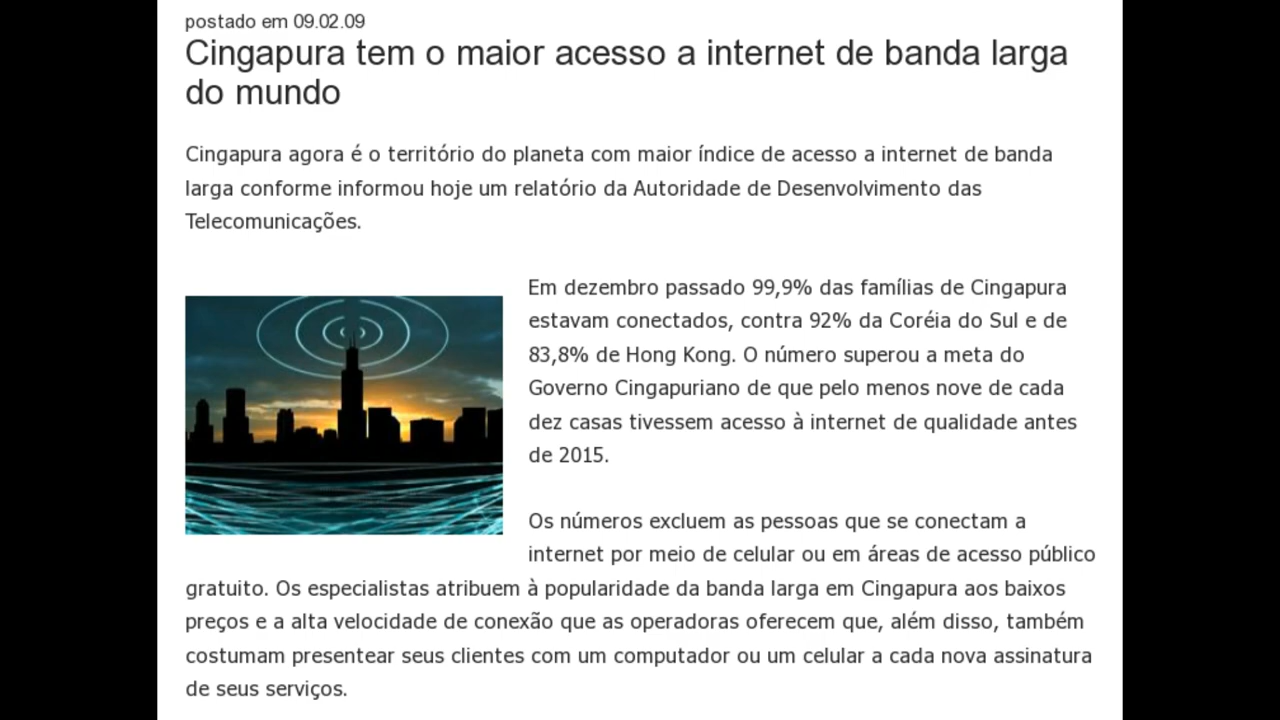 postado em 09.02.09
Cingapura tem o maior acesso a internet de banda larga
do mundo
Cingapura agora é o território do planeta com maior índice de acesso a internet de banda
larga conforme informou hoje um relatório da Autoridade de Desenvolvimento das
Telecomunicações.
Em dezembro passado 99,9% das famílias de Cingapura
estavam conectados, contra 92% da Coréia do Sul e de
83,8% de Hong Kong. O número superou a meta do
Governo Cingapuriano de que pelo menos nove de cada
dez casas tivessem acesso à internet de qualidade antes
de 2015.
Os números excluem as pessoas que se conectam a
internet por meio de celular ou em áreas de acesso público
gratuito. Os especialistas atribuem à popularidade da banda larga em Cingapura aos baixos
preços e a alta velocidade de conexão que as operadoras oferecem que, além disso, também
costumam presentear seus clientes com um computador ou um celular a cada nova assinatura
de seus serviços.